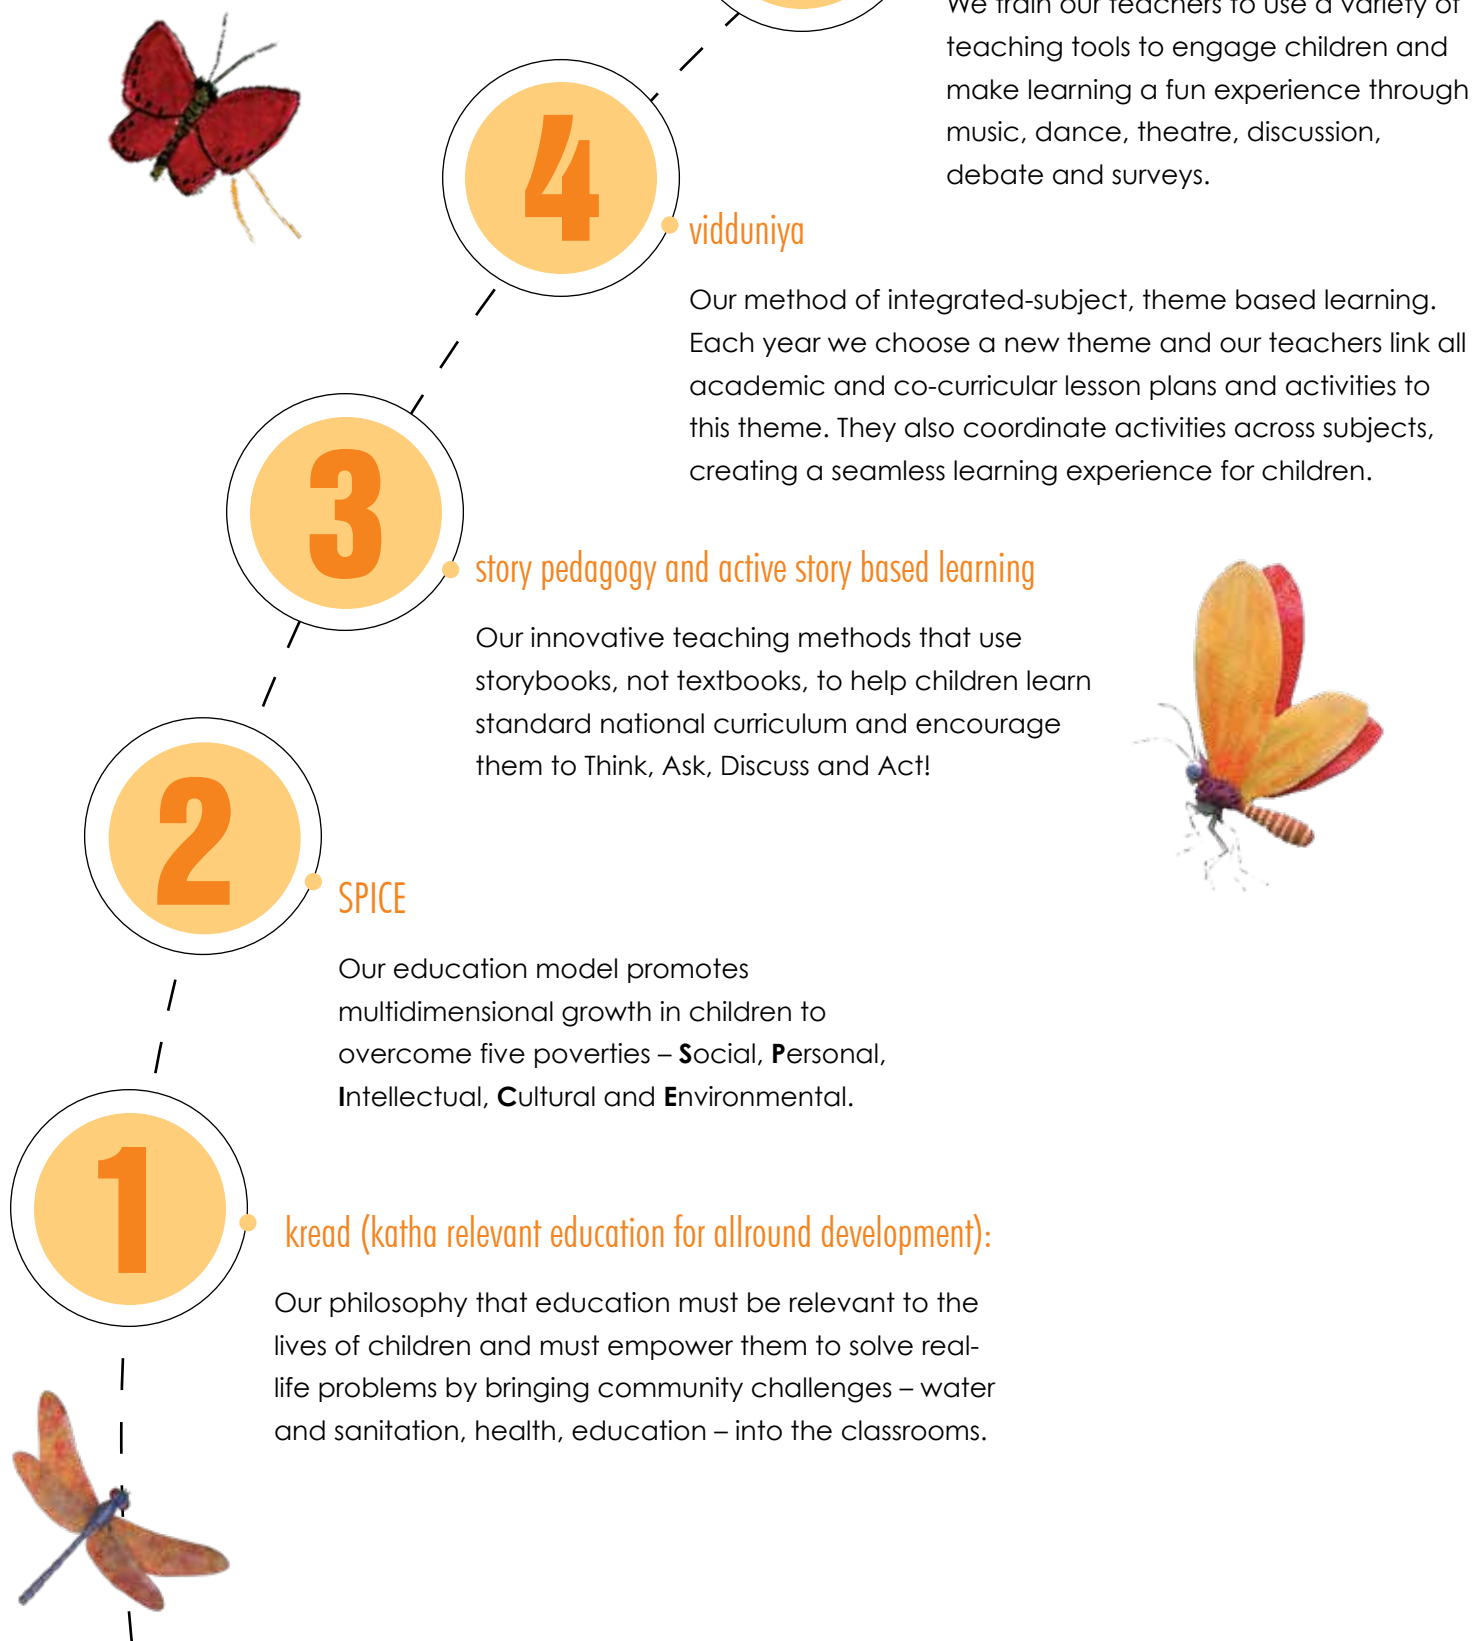 We train our teachers to use a variety of
teaching tools to engage children and
make learning a fun experience through
music, dance, theatre, discussion,
debate and surveys.
4
vidduniya
Our method of integrated-subject, theme based learning.
Each year we choose a new theme and our teachers link all
academic and co-curricular lesson plans and activities to
this theme. They also coordinate activities across subjects,
creating a seamless learning experience for children.
3
story pedagogy and active story based learning
Our innovative teaching methods that use
storybooks, not textbooks, to help children learn
standard national curriculum and encourage
them to Think, Ask, Discuss and Act!
2
SPICE
Our education model promotes
multidimensional growth in children to
overcome five poverties – Social, Personal,
Intellectual, Cultural and Environmental.
1
kread (katha relevant education for allround development):
Our philosophy that education must be relevant to the
lives of children and must empower them to solve real-
life problems by bringing community challenges – water
and sanitation, health, education – into the classrooms.